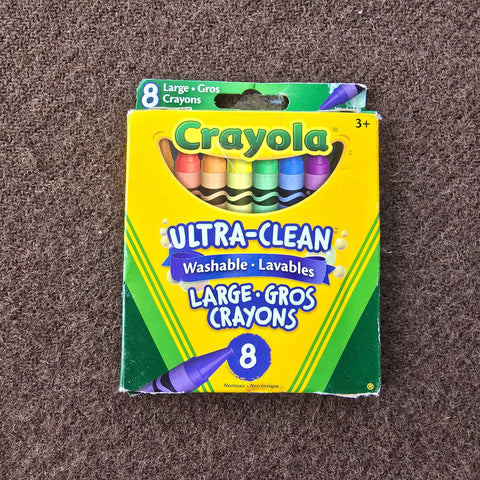 8 Large • Gros
Crayons
3+
Crayola
ULTRA-CLEAN
Washable • Lavables
LARGE • GROS
CRAYONS
8
Nontoxic • Non toxique